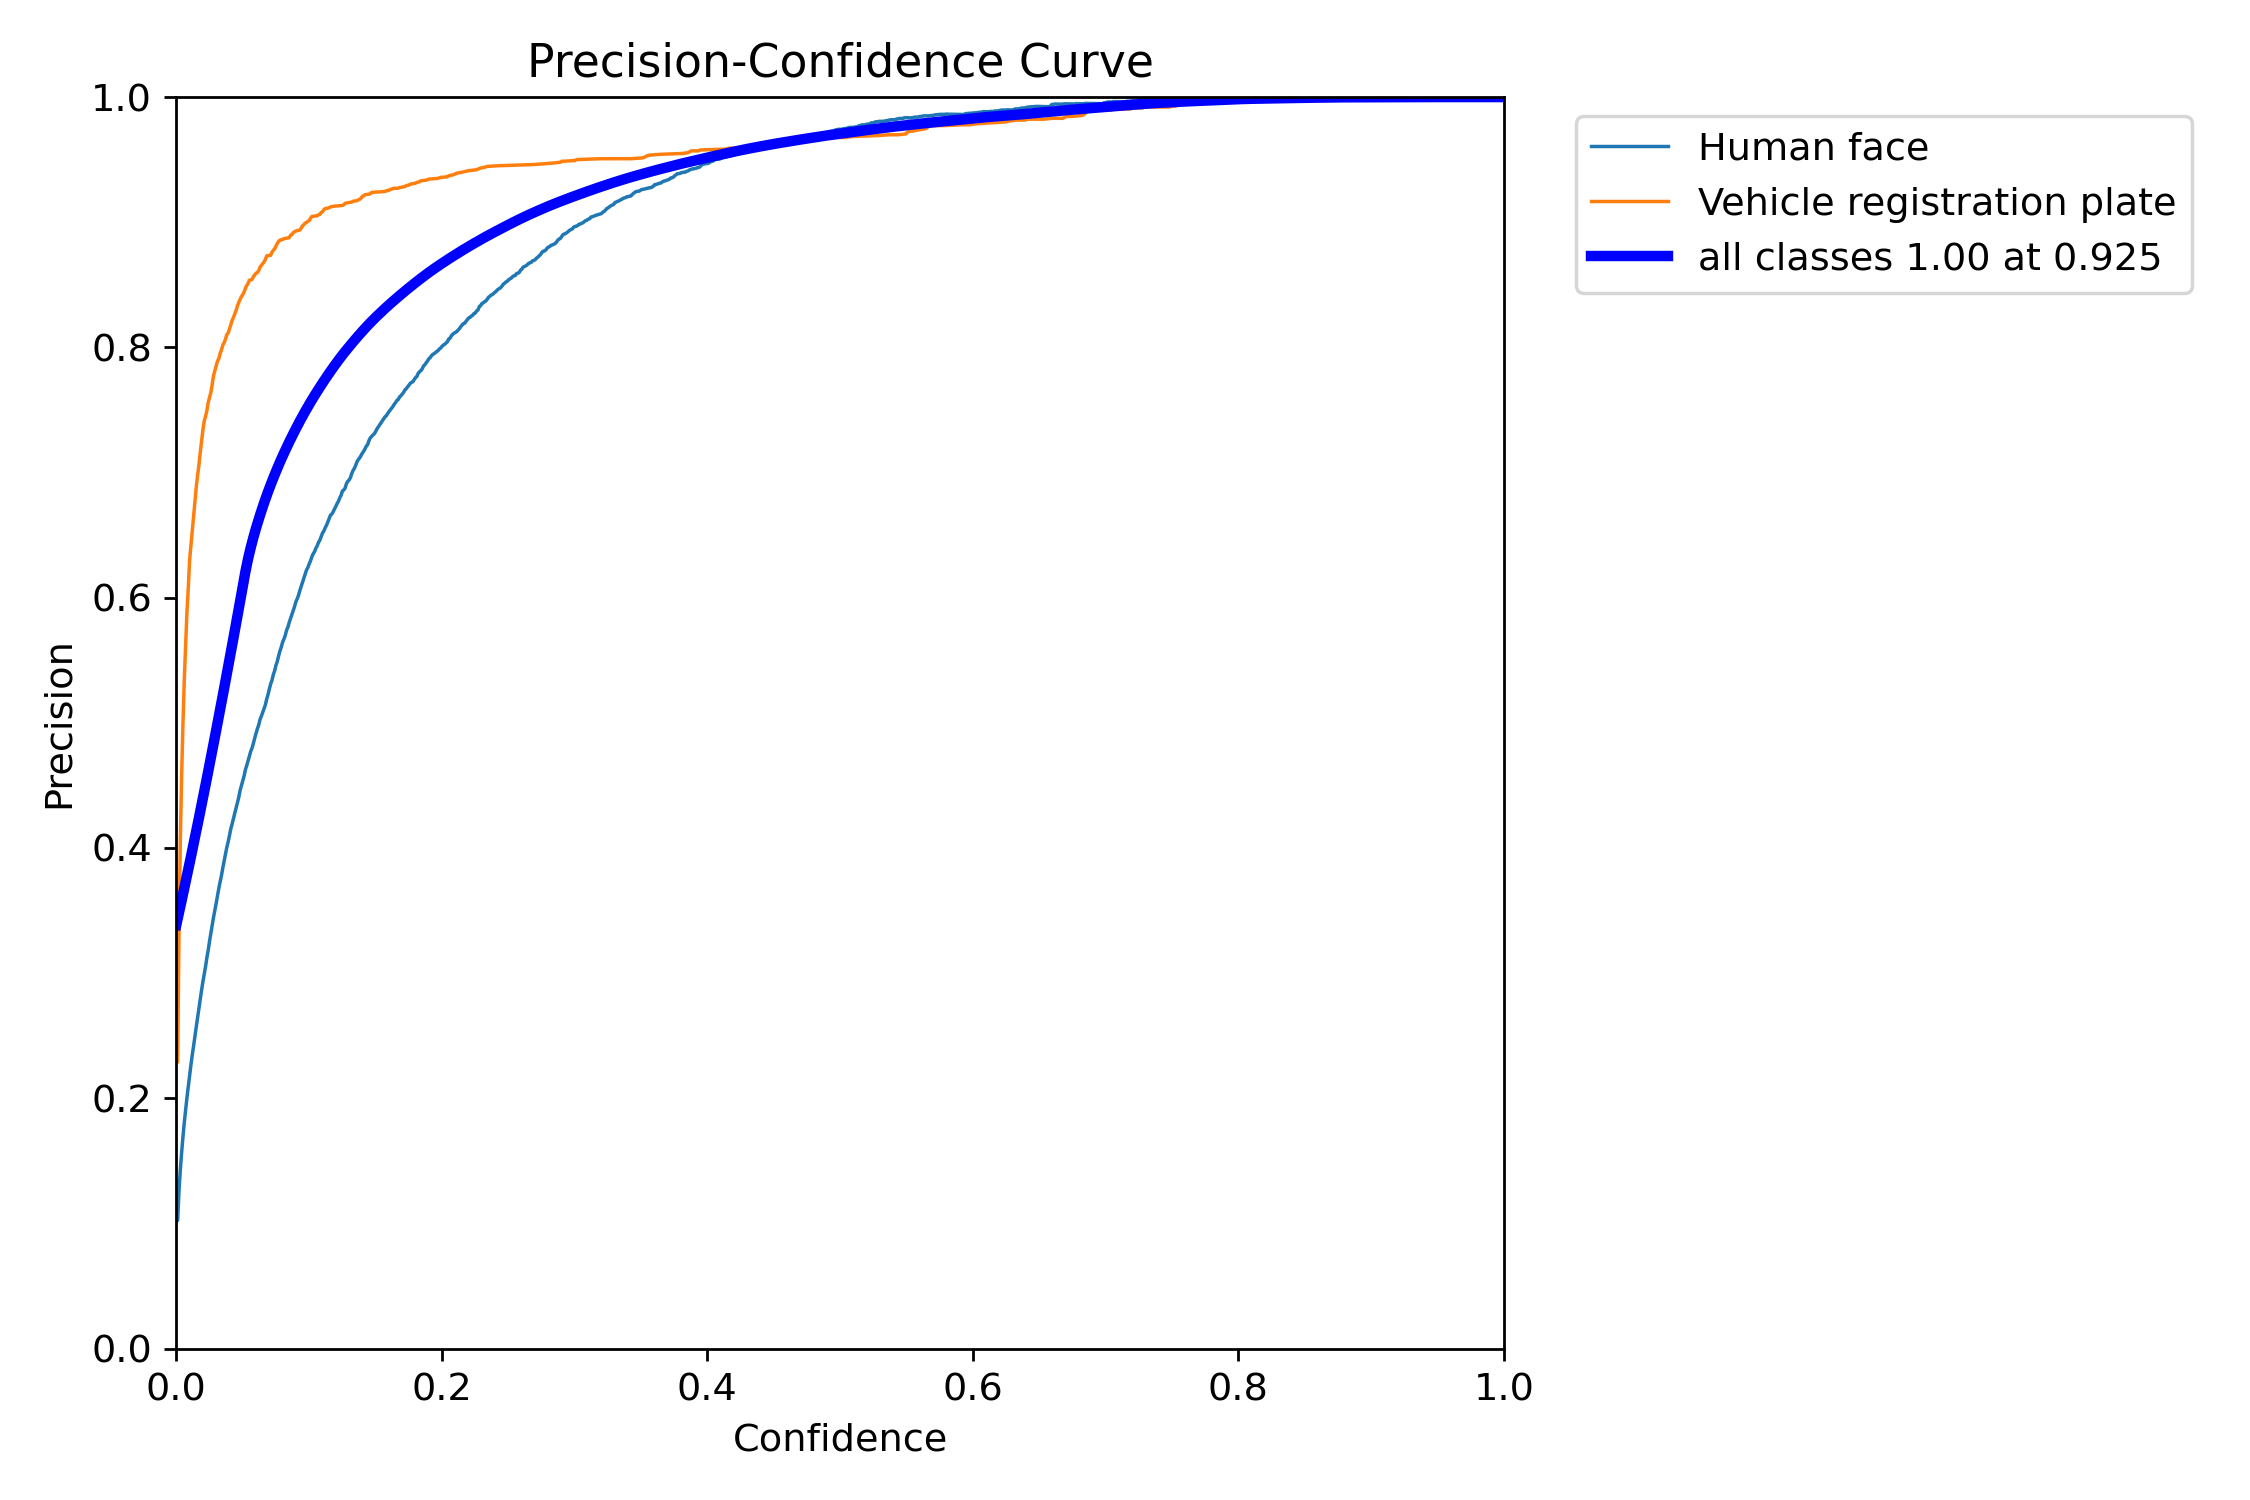 Precision-Confidence Curve
1.0
0.8
0.6
0.4
0.2
0.0
Precision
0.0 0.2 0.4 0.6 0.8 1.0
Confidence
Human face
Vehicle registration plate
all classes 1.00 at 0.925